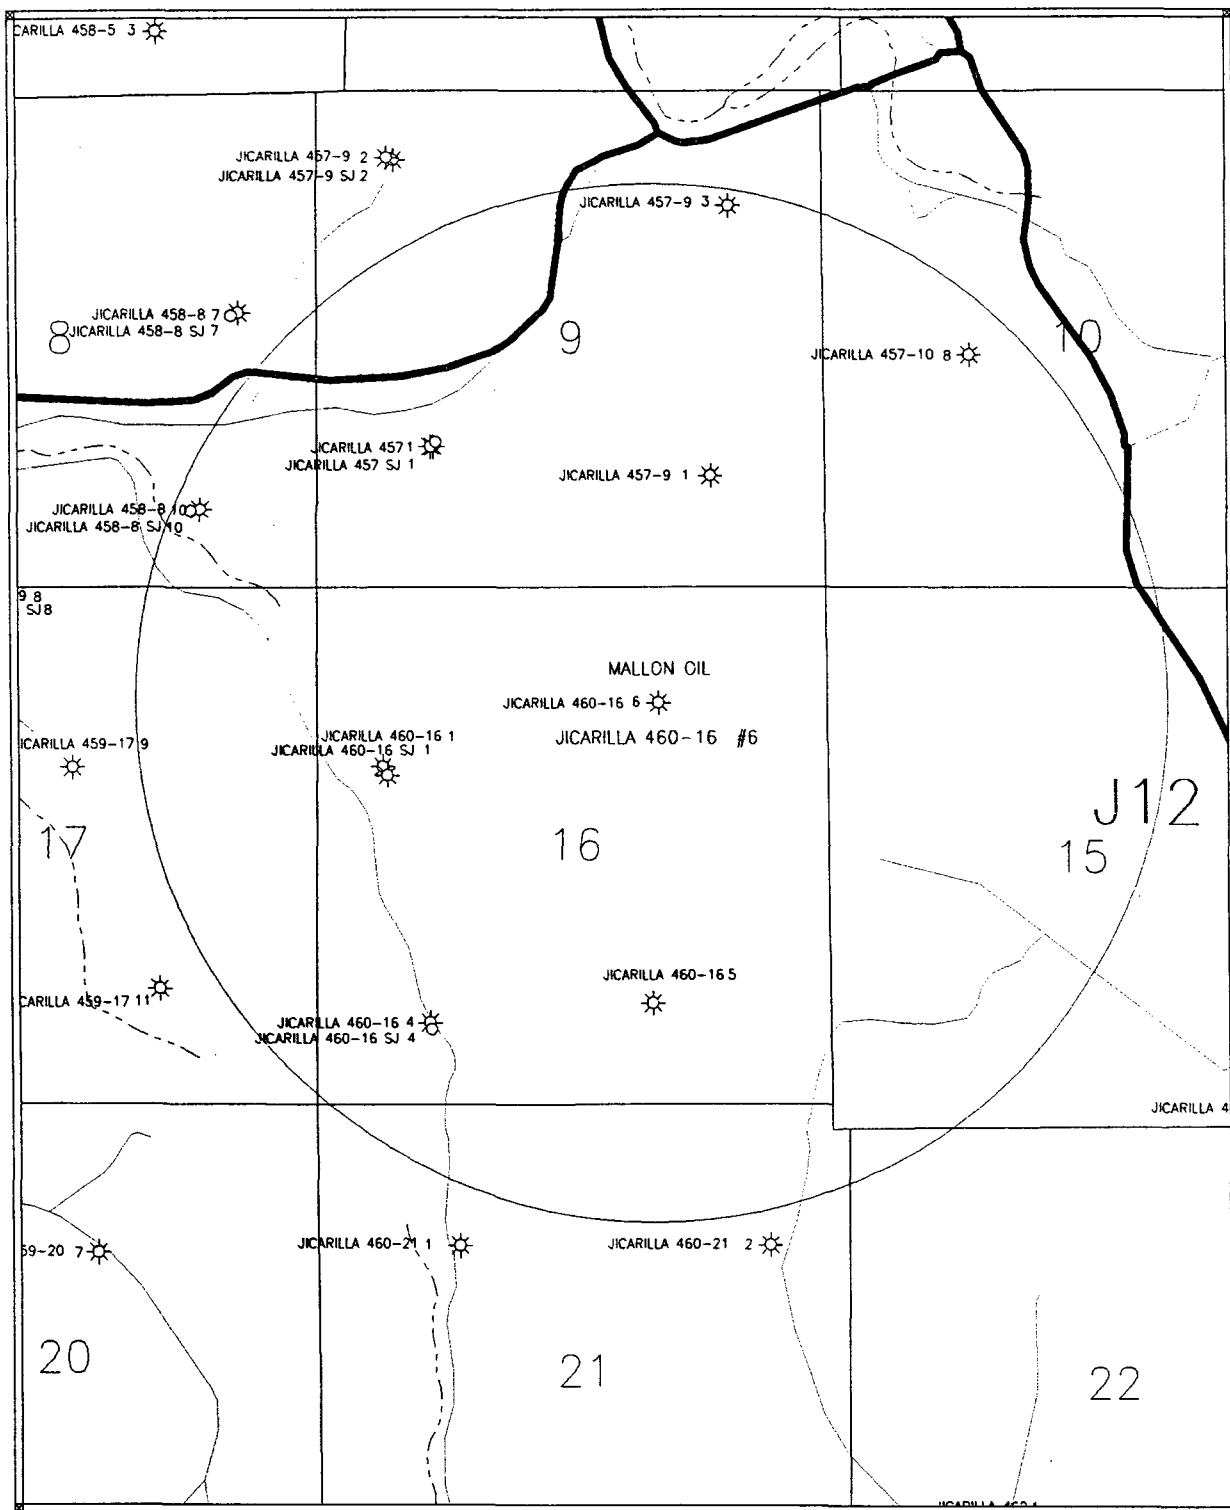 CARILLA 458-5 3
JICARILLA 457-9 2
JICARILLA 457-9 SJ 2
JICARILLA 457-9 3
JICARILLA 458-8 7
JICARILLA 458-8 SJ 7
8
9
10
JICARILLA 457-10 8
JICARILLA 457 1
JICARILLA 457 SJ 1
JICARILLA 457-9 1
JICARILLA 458-8 10
JICARILLA 458-8 SJ 10
9 8
SJ 8
MALLON OIL
JICARILLA 460-16 6
JICARILLA 460-16 #6
JICARILLA 460-16 1
JICARILLA 460-16 SJ 1
ICARILLA 459-17 9
J12
17
16
15
JICARILLA 460-16 5
CARILLA 459-17 11
JICARILLA 460-16 4
JICARILLA 460-16 SJ 4
JICARILLA 4
59-20 7
JICARILLA 460-21 1
JICARILLA 460-21 2
20
21
22